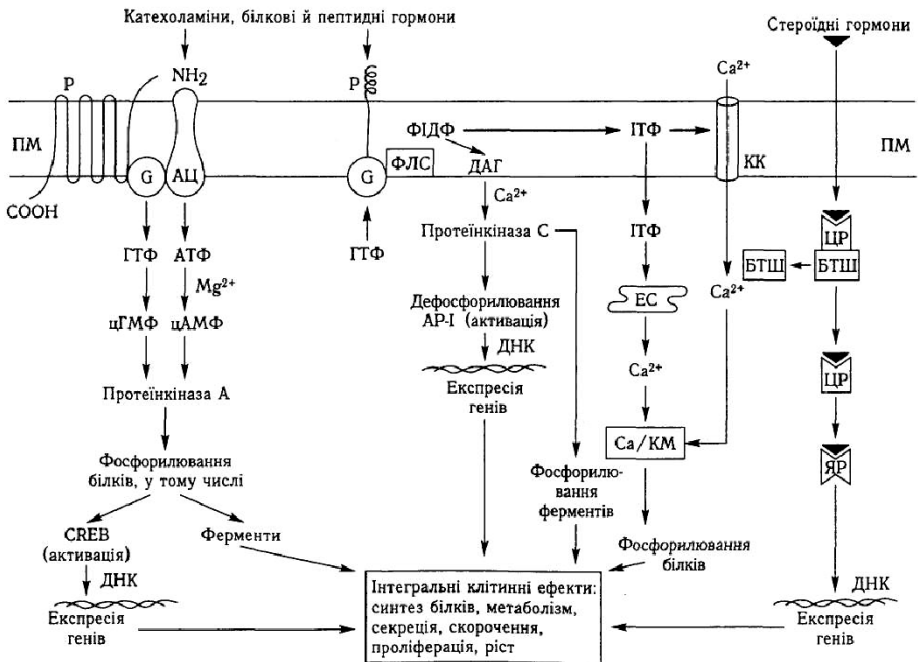 Катехоламіни, білкові й пептидні гормони
Стероїдні гормони
P
NH2
P
Ca²⁺
ПМ
ФІДФ
ІТФ
ПМ
G
АЦ
G
ФЛС
ДАГ
КК
COOH
Ca²⁺
ГТФ
АТФ
ГТФ
Протеїнкіназа С
ІТФ
ЦР
БТШ
БТШ
Mg²⁺
ЕС
Ca²⁺
цГМФ
цАМФ
Дефосфорилювання
АР-І (активація)
ДНК
Ca²⁺
ЦР
Експресія
генів
Протеїнкіназа А
Ca/КМ
ЯР
Фосфорилювання
білків, у тому числі
Фосфорилю-
вання
ферментів
CREB
(активація)
Ферменти
Фосфорилювання
білків
ДНК
Експресія
генів
Інтегральні клітинні ефекти:
синтез білків, метаболізм,
секреція, скорочення,
проліферація, ріст
ДНК
Експресія
генів